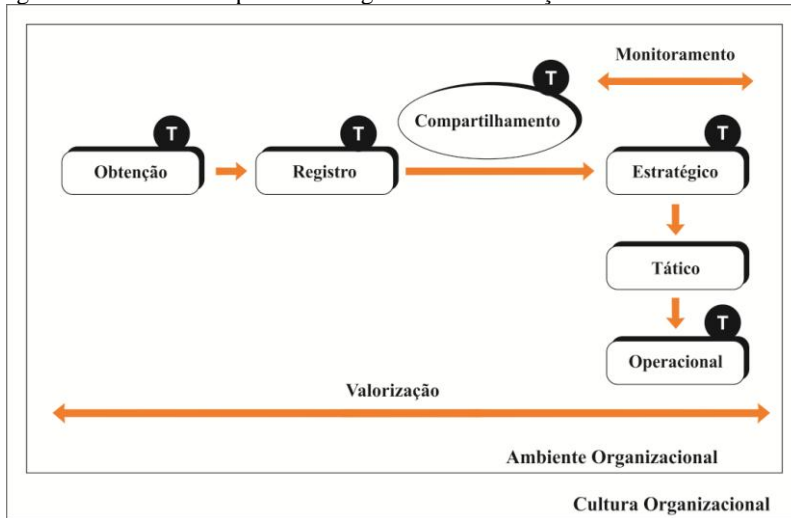 Monitoramento
T
Compartilhamento
T
Obtenção
T
Registro
T
Estratégico
Tático
T
Operacional
Valorização
Ambiente Organizacional
Cultura Organizacional